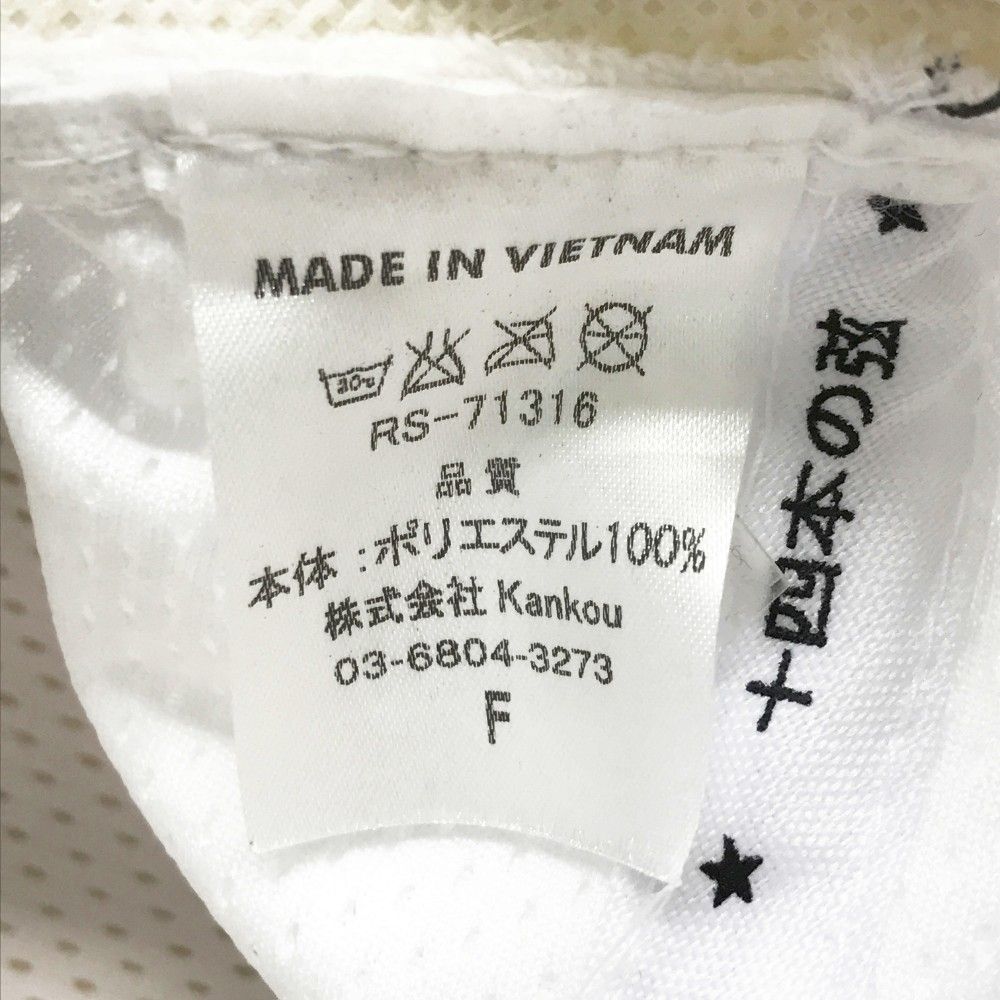 MADE IN VIETNAM
30℃
RS-71316
品質
本体:ポリエステル100%
株式会社 Kankou
03-6804-3273
F
十四本の